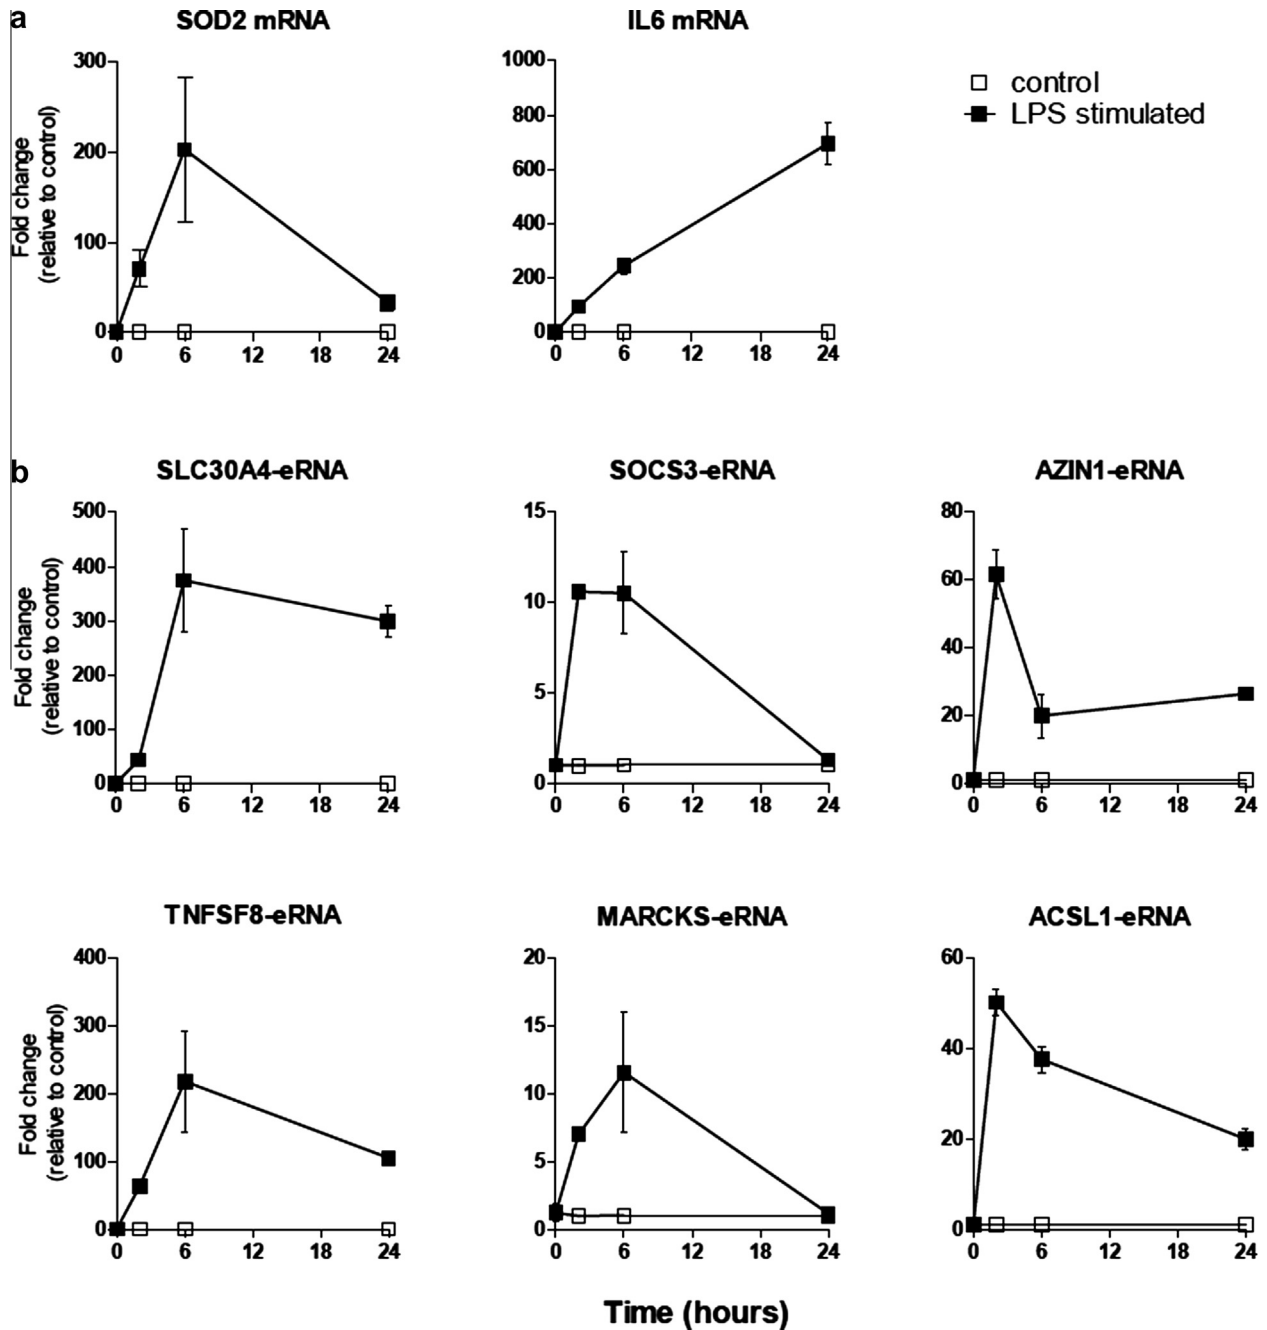 a
SOD2 mRNA
IL6 mRNA
control
LPS stimulated
Fold change
(relative to control)
300
200
100
0
0 6 12 18 24
1000
800
600
400
200
0
0 6 12 18 24
b
SLC30A4-eRNA
SOCS3-eRNA
AZIN1-eRNA
Fold change
(relative to control)
500
400
300
200
100
0
0 6 12 18 24
15
10
5
0
0 6 12 18 24
80
60
40
20
0
0 6 12 18 24
TNFSF8-eRNA
MARCKS-eRNA
ACSL1-eRNA
Fold change
(relative to control)
400
300
200
100
0
0 6 12 18 24
20
15
10
5
0
0 6 12 18 24
60
40
20
0
0 6 12 18 24
Time (hours)